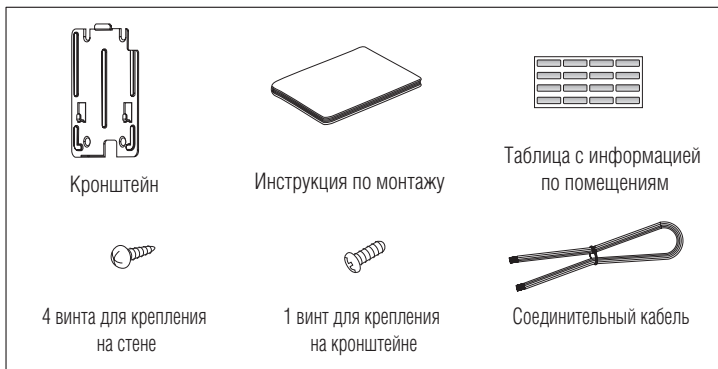 Кронштейн
Инструкция по монтажу
Таблица с информацией
по помещениям
4 винта для крепления
на стене
1 винт для крепления
на кронштейне
Соединительный кабель